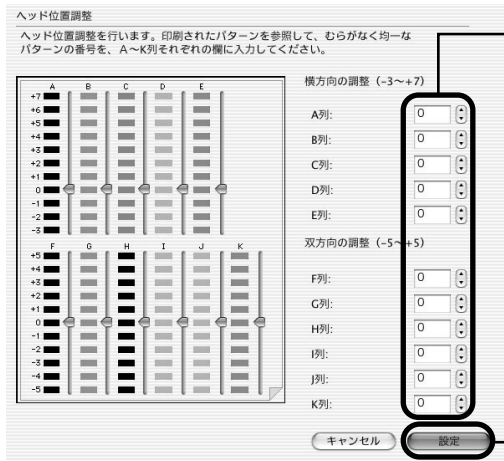 ヘッド位置調整
ヘッド位置調整を行います。印刷されたパターンを参照して、むらがなく均一な
パターンの番号を、A〜K列それぞれの欄に入力してください。
A B C D E
+7
+6
+5
+4
+3
+2
+1
0
-1
-2
-3
F G H I J K
+5
+4
+3
+2
+1
0
-1
-2
-3
-4
-5
横方向の調整（-3〜+7）
A列: 0
B列: 0
C列: 0
D列: 0
E列: 0
双方向の調整（-5〜+5）
F列: 0
G列: 0
H列: 0
I列: 0
J列: 0
K列: 0
キャンセル 設定